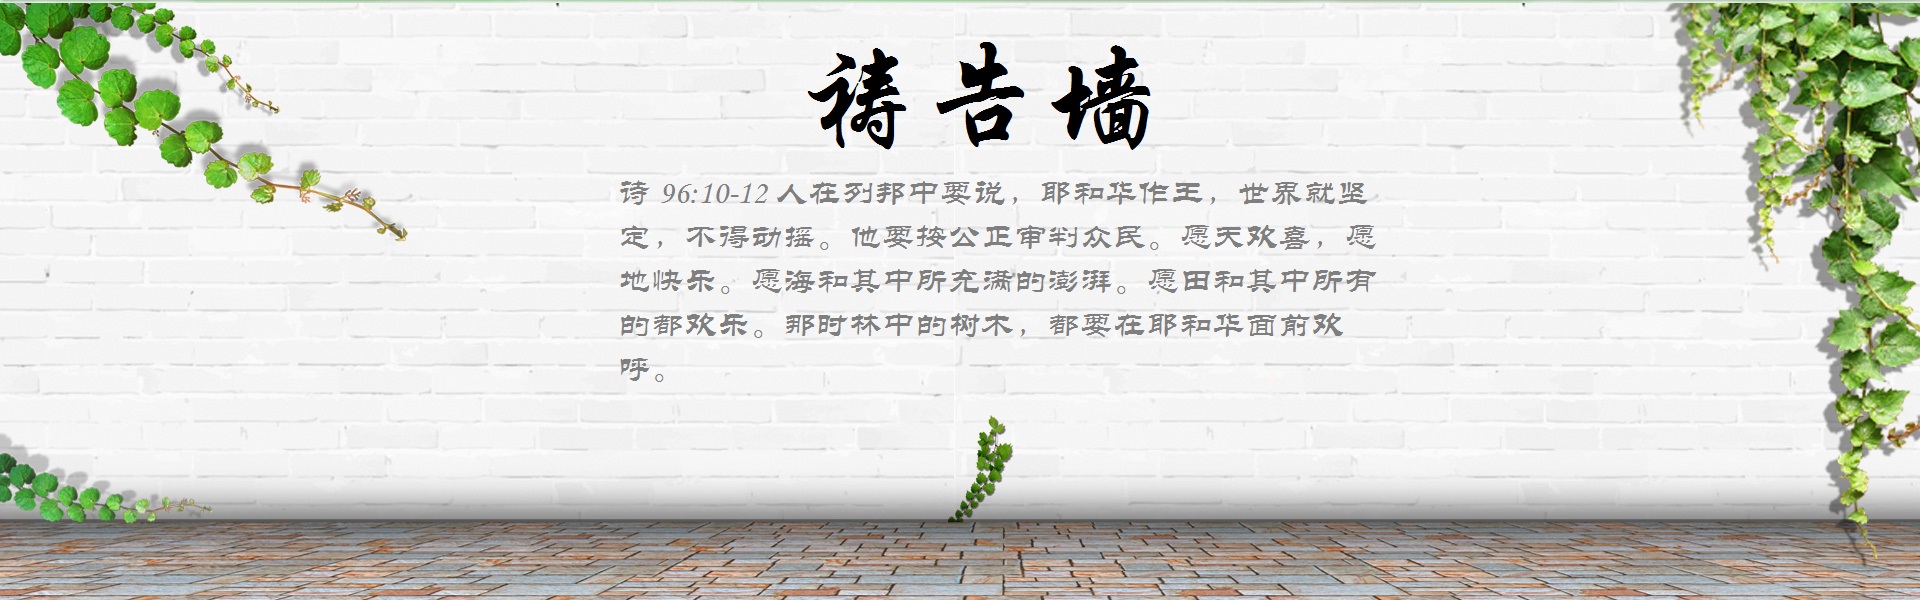 祷告墙
诗 96:10-12 人在列邦中要说，耶和华作王，世界就坚
定，不得动摇。他要按公正审判众民。愿天欢喜，愿
地快乐。愿海和其中所充满的澎湃。愿田和其中所有
的都欢乐。那时林中的树木，都要在耶和华面前欢
呼。